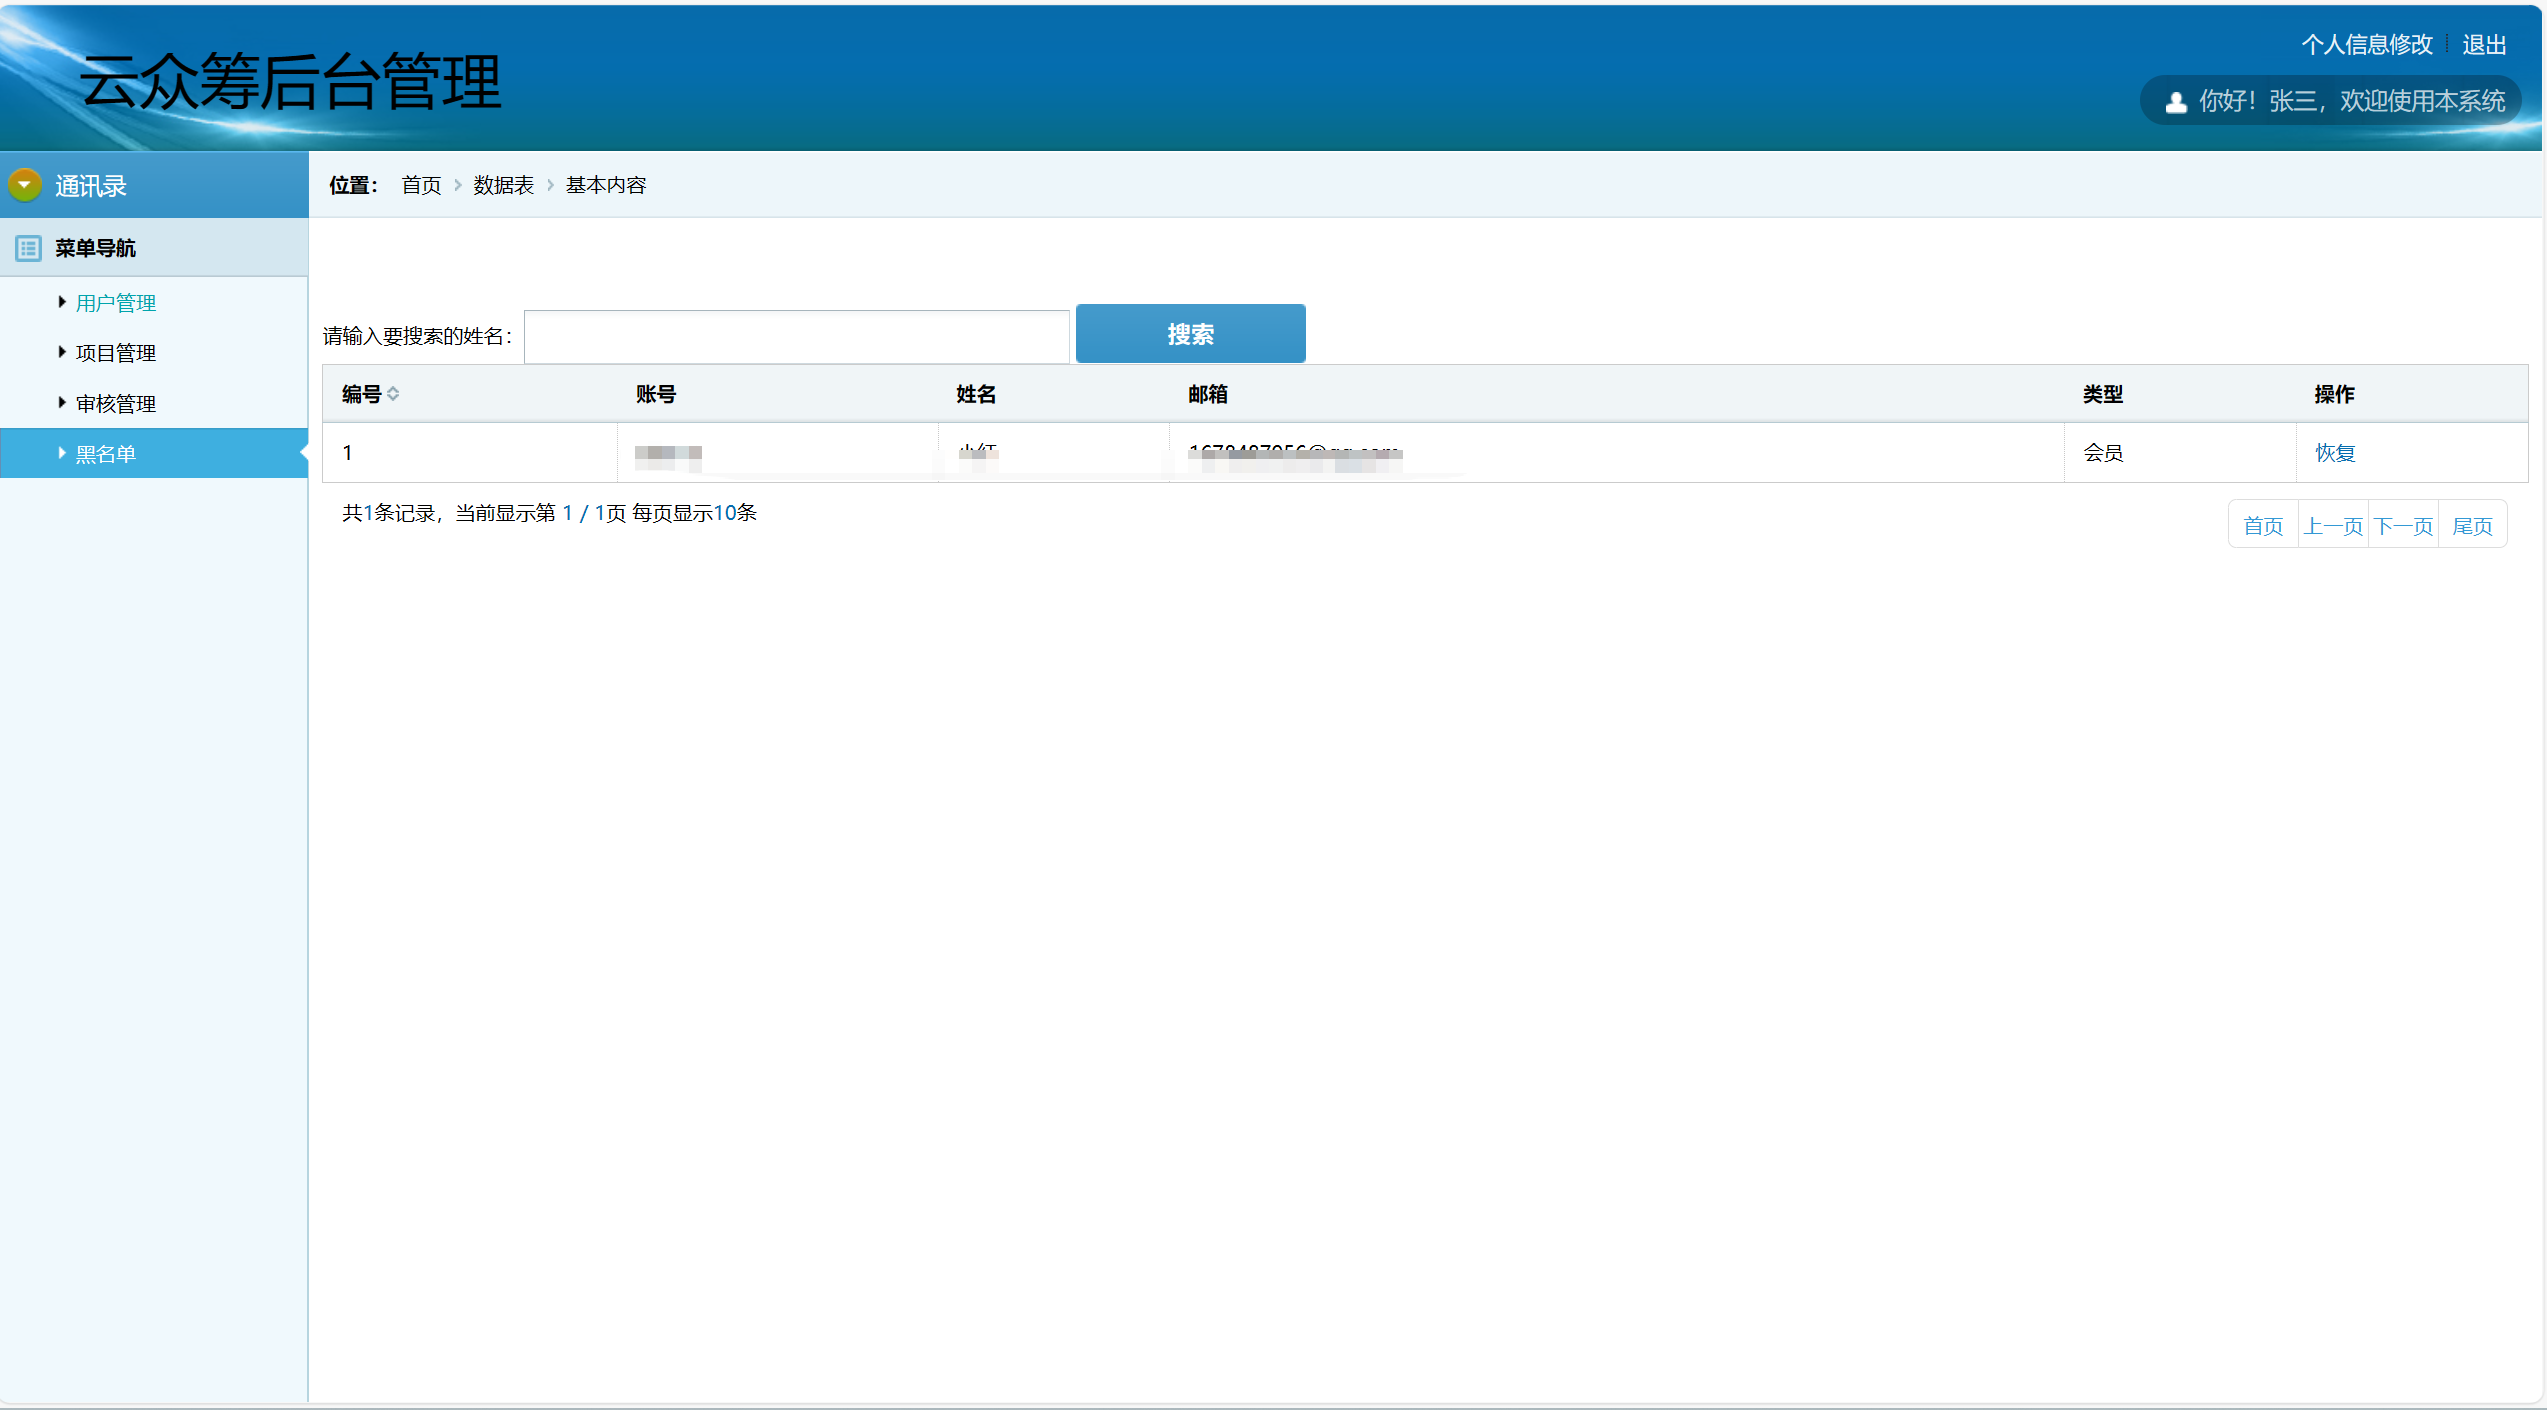 云众筹后台管理
个人信息修改 退出
你好！张三，欢迎使用本系统
通讯录
位置： 首页 数据表 基本内容
菜单导航
用户管理
项目管理
审核管理
黑名单
请输入要搜索的姓名： 搜索
编号 账号 姓名 邮箱 类型 操作
1 会员 恢复
共1条记录，当前显示第 1 / 1页 每页显示10条
首页 上一页 下一页 尾页